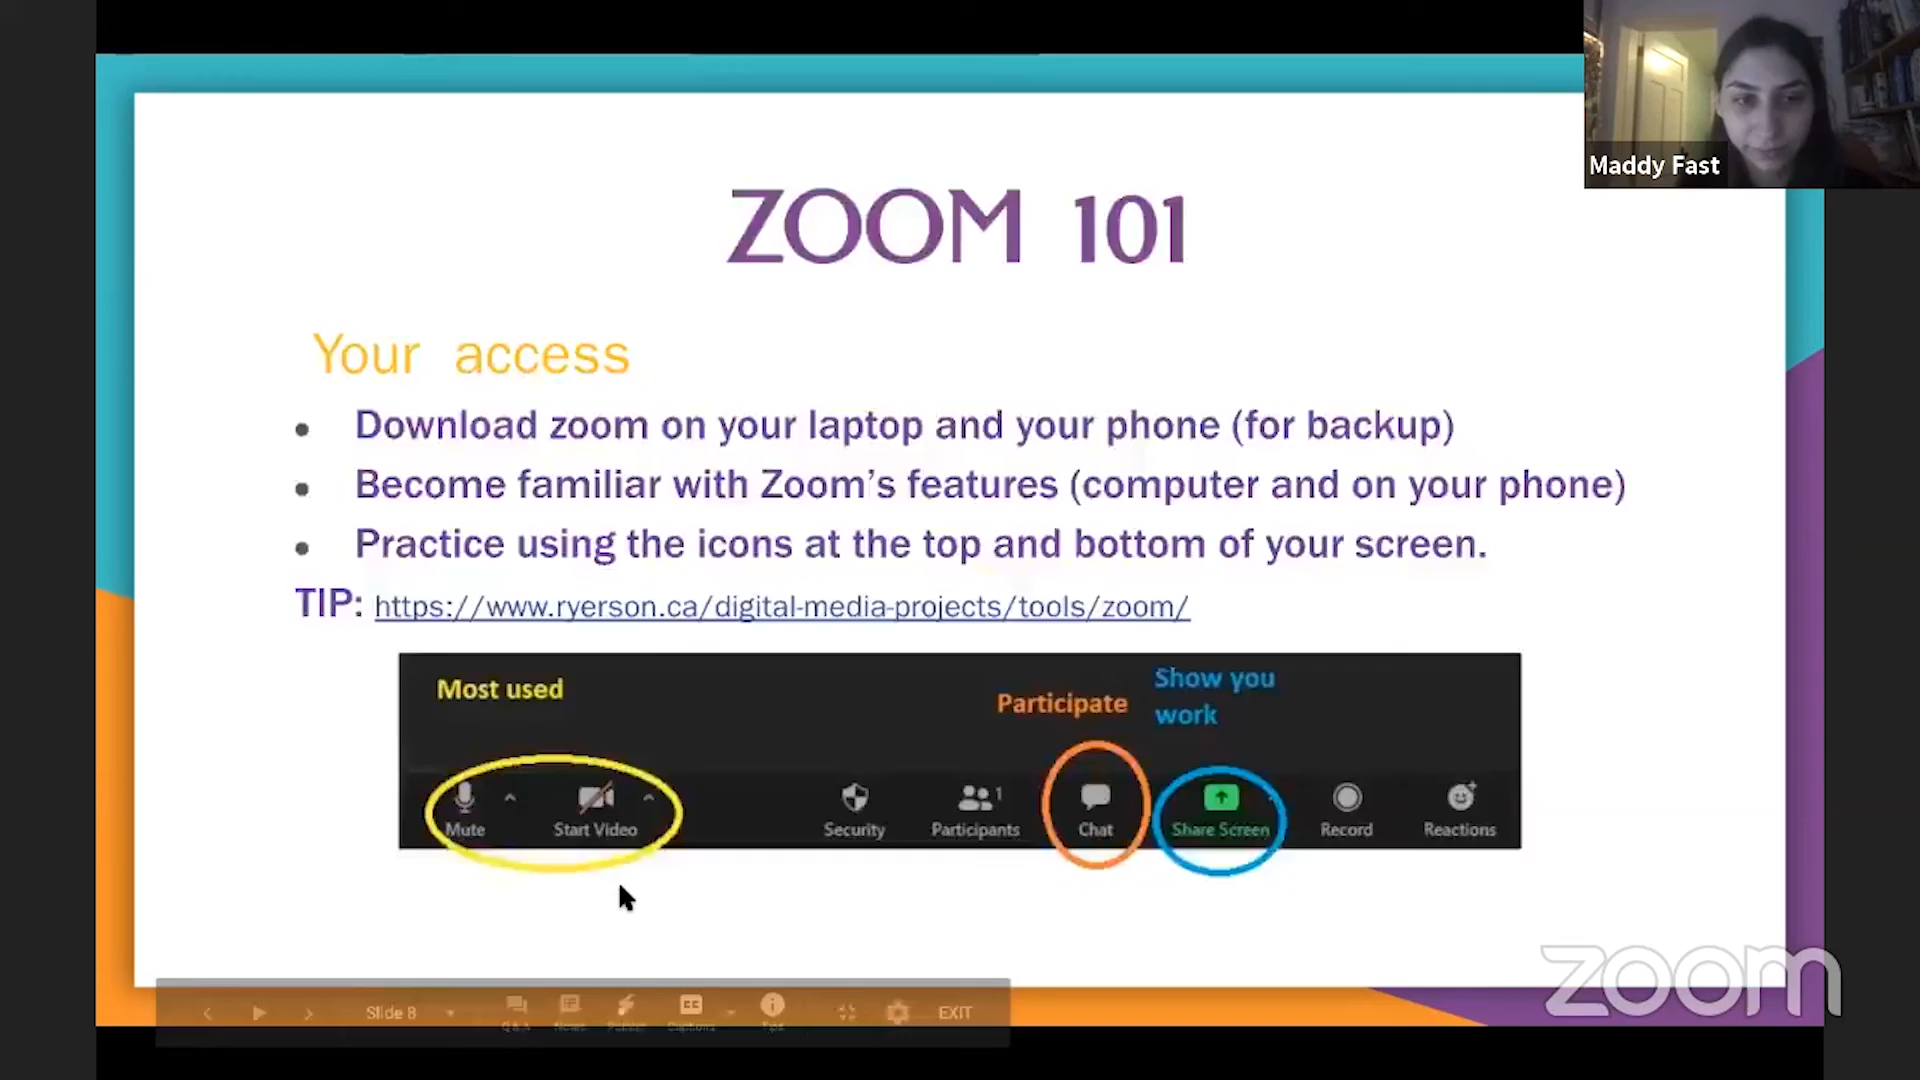 Maddy Fast
ZOOM 101
Your access
• Download zoom on your laptop and your phone (for backup)
• Become familiar with Zoom's features (computer and on your phone)
• Practice using the icons at the top and bottom of your screen.
TIP: https://www.ryerson.ca/digital-media-projects/tools/zoom/
Most used
Participate
Show you
work
Mute
Start Video
Security
1
Participants
Chat
Share Screen
Record
Reactions
zoom
Slide 8
Q&A
Notes
Pointer
CC
Captions
Tips
EXIT